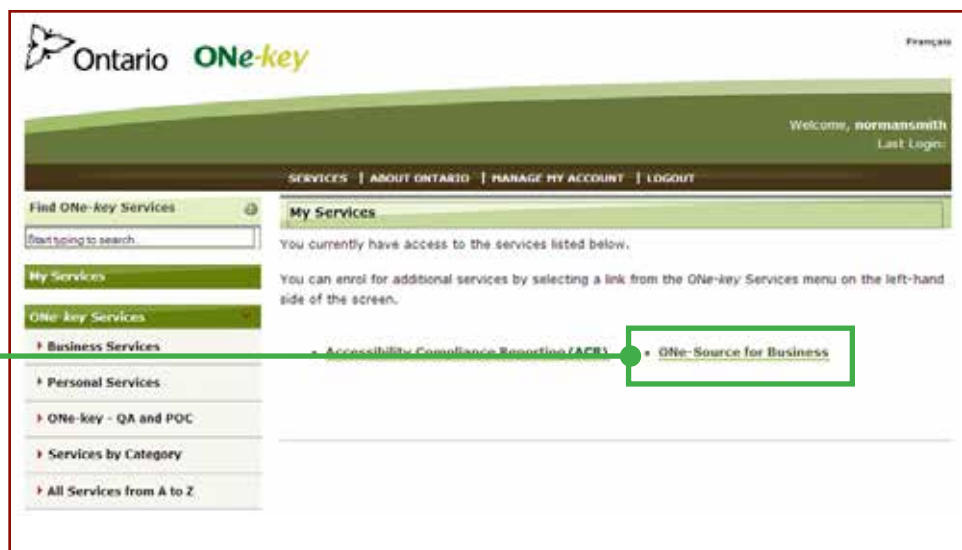 Ontario ONe-key
Français
Welcome, normansmith
Last Login:
SERVICES | ABOUT ONTARIO | MANAGE MY ACCOUNT | LOGOUT
Find ONe-key Services
Start typing to search.
My Services
ONe-key Services
Business Services
Personal Services
ONe-key - QA and POC
Services by Category
All Services from A to Z
My Services
You currently have access to the services listed below.
You can enrol for additional services by selecting a link from the ONe-key Services menu on the left-hand
side of the screen.
• Accessibility Compliance Reporting (ACR)
• ONe-Source for Business